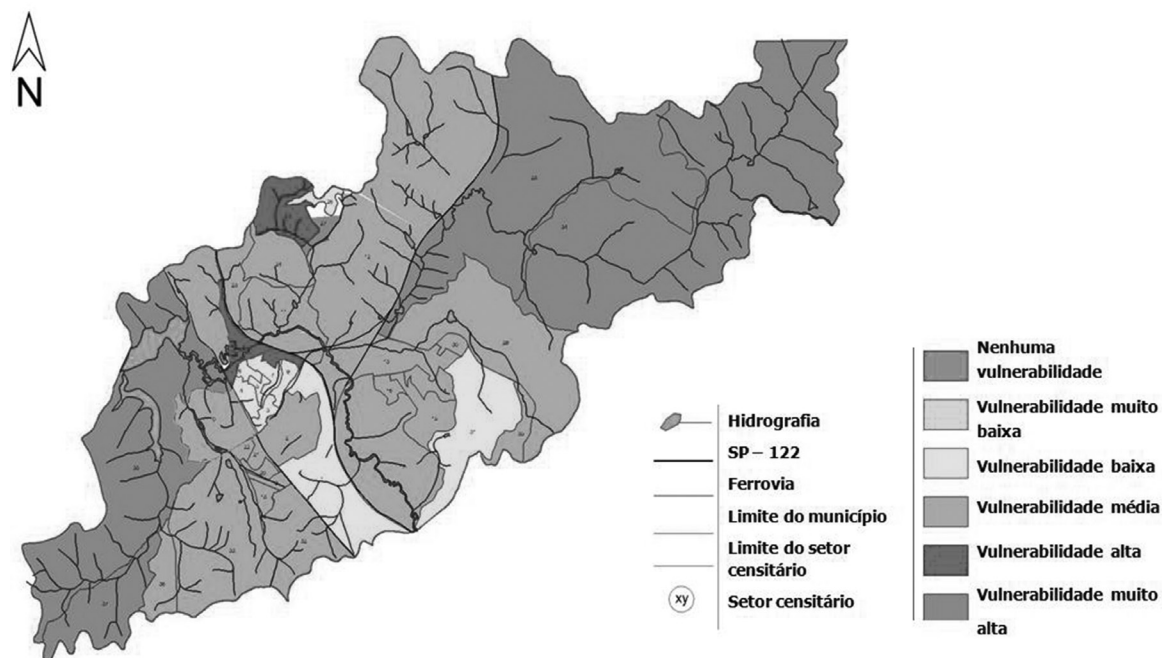 N
Hidrografia
SP – 122
Ferrovia
Limite do município
Limite do setor
censitário
xy
Setor censitário
Nenhuma
vulnerabilidade
Vulnerabilidade muito
baixa
Vulnerabilidade baixa
Vulnerabilidade média
Vulnerabilidade alta
Vulnerabilidade muito
alta